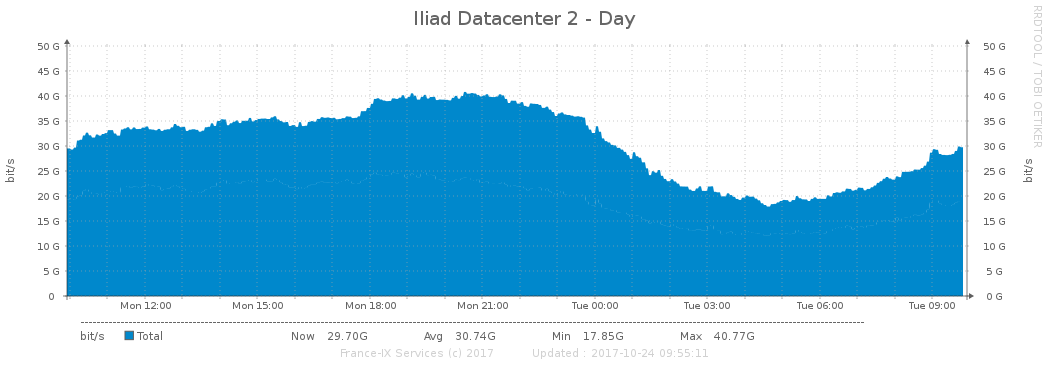 Iliad Datacenter 2 - Day
RRDTOOL / TOBI OETIKER
bit/s
50 G 50 G
45 G 45 G
40 G 40 G
35 G 35 G
30 G 30 G
25 G 25 G
20 G 20 G
15 G 15 G
10 G 10 G
5 G 5 G
0 0 G
bit/s
Mon 12:00 Mon 15:00 Mon 18:00 Mon 21:00 Tue 00:00 Tue 03:00 Tue 06:00 Tue 09:00
bit/s Total Now 29.70G Avg 30.74G Min 17.85G Max 40.77G
France-IX Services (c) 2017 Updated : 2017-10-24 09:55:11